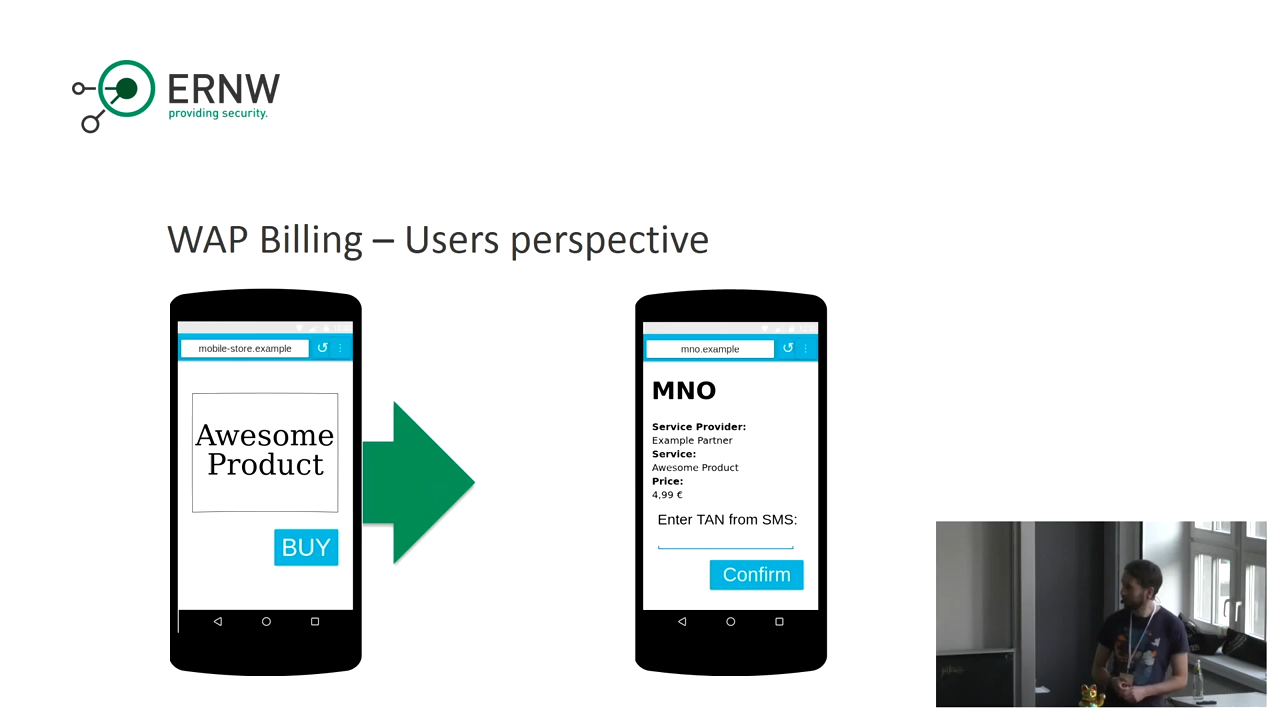 ERNW
providing security.
WAP Billing – Users perspective
mobile-store.example
Awesome
Product
BUY
mno.example
MNO
Service Provider:
Example Partner
Service:
Awesome Product
Price:
4,99 €
Enter TAN from SMS:
Confirm